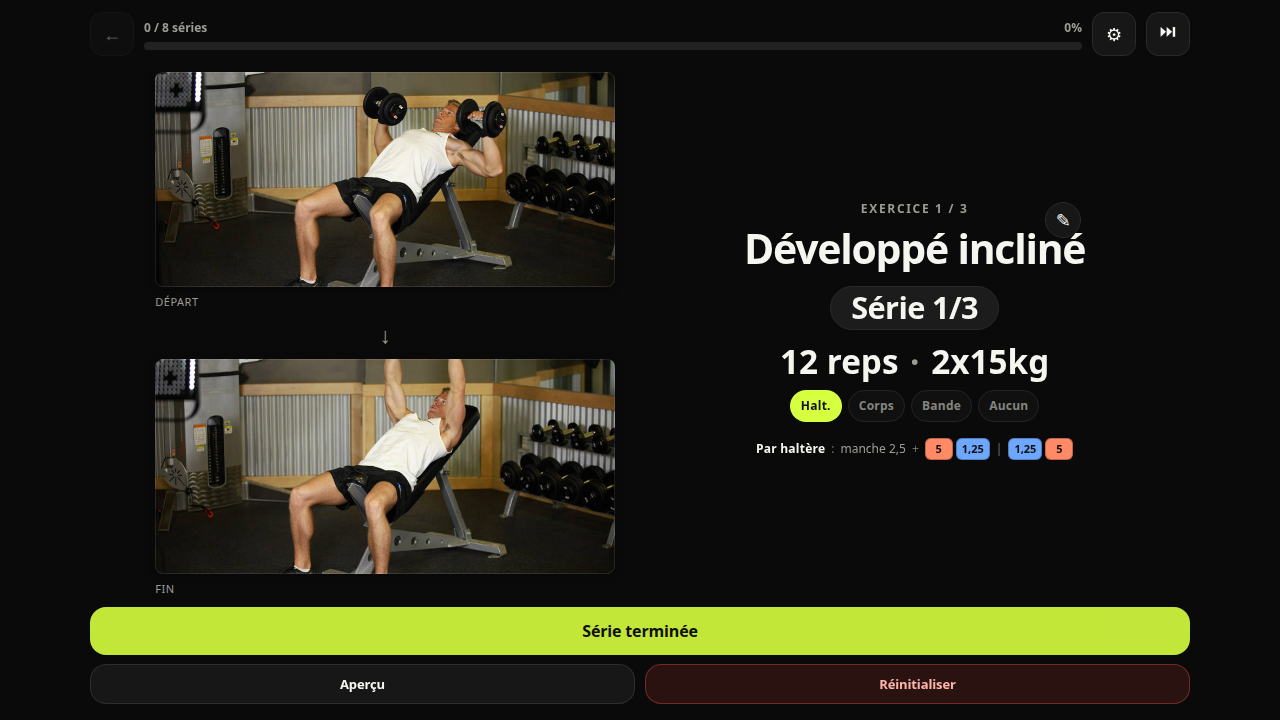 ←
0 / 8 séries
0%
⚙
⏭
DÉPART
↓
FIN
EXERCICE 1 / 3
✎
Développé incliné
Série 1/3
12 reps · 2x15kg
Halt.
Corps
Bande
Aucun
Par haltère : manche 2,5 + 5 1,25 | 1,25 5
Série terminée
Aperçu
Réinitialiser